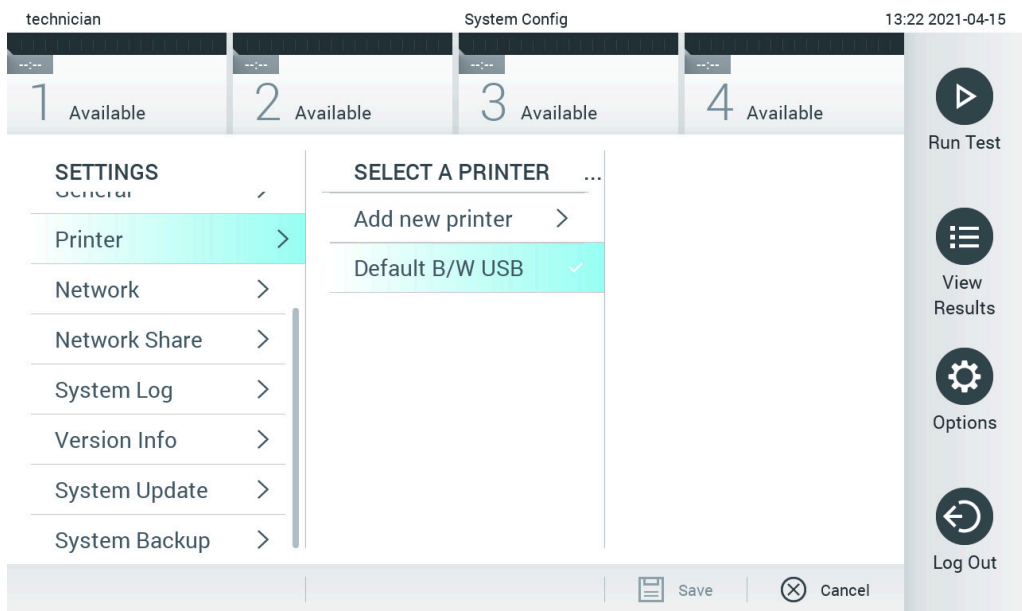 technician System Config 13:22 2021-04-15
--:-- --:-- --:-- --:--
1 Available 2 Available 3 Available 4 Available
Run Test
SETTINGS
General
Printer
Network
Network Share
System Log
Version Info
System Update
System Backup
SELECT A PRINTER ...
Add new printer
Default B/W USB
View
Results
Options
Log Out
Save Cancel